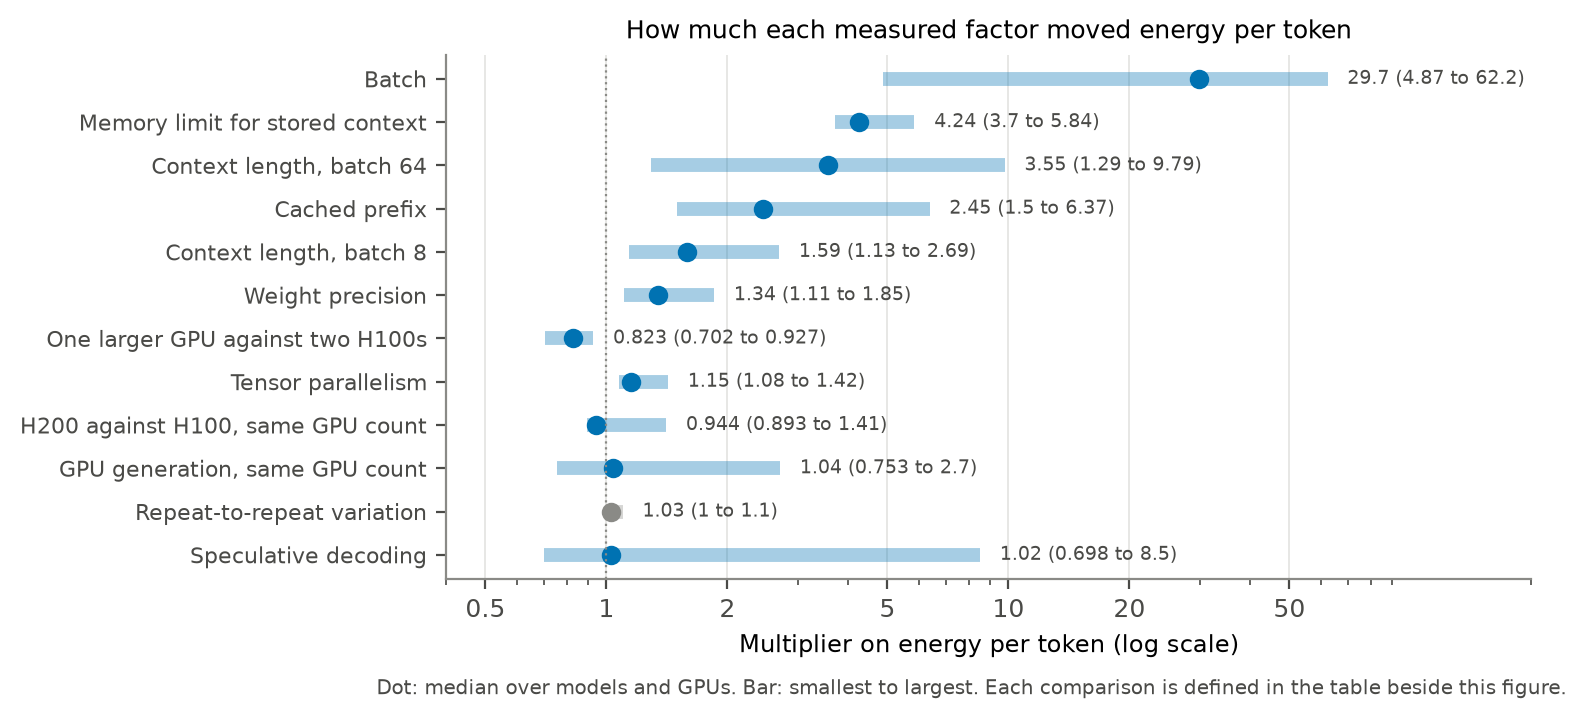 How much each measured factor moved energy per token
Batch
29.7 (4.87 to 62.2)
Memory limit for stored context
4.24 (3.7 to 5.84)
Context length, batch 64
3.55 (1.29 to 9.79)
Cached prefix
2.45 (1.5 to 6.37)
Context length, batch 8
1.59 (1.13 to 2.69)
Weight precision
1.34 (1.11 to 1.85)
One larger GPU against two H100s
0.823 (0.702 to 0.927)
Tensor parallelism
1.15 (1.08 to 1.42)
H200 against H100, same GPU count
0.944 (0.893 to 1.41)
GPU generation, same GPU count
1.04 (0.753 to 2.7)
Repeat-to-repeat variation
1.03 (1 to 1.1)
Speculative decoding
1.02 (0.698 to 8.5)
0.5 1 2 5 10 20 50
Multiplier on energy per token (log scale)
Dot: median over models and GPUs. Bar: smallest to largest. Each comparison is defined in the table beside this figure.